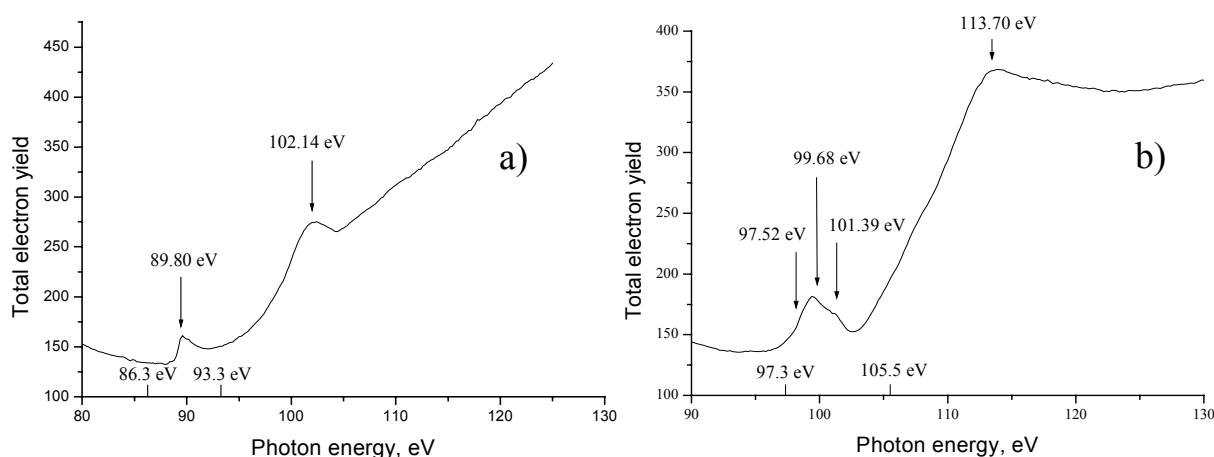 450
400
350
300
250
200
150
100
Total electron yield
102.14 eV
89.80 eV
a)
86.3 eV 93.3 eV
80 90 100 110 120 130
Photon energy, eV
400
350
300
250
200
150
100
Total electron yield
113.70 eV
99.68 eV
101.39 eV
97.52 eV
b)
97.3 eV
105.5 eV
90 100 110 120 130
Photon energy, eV